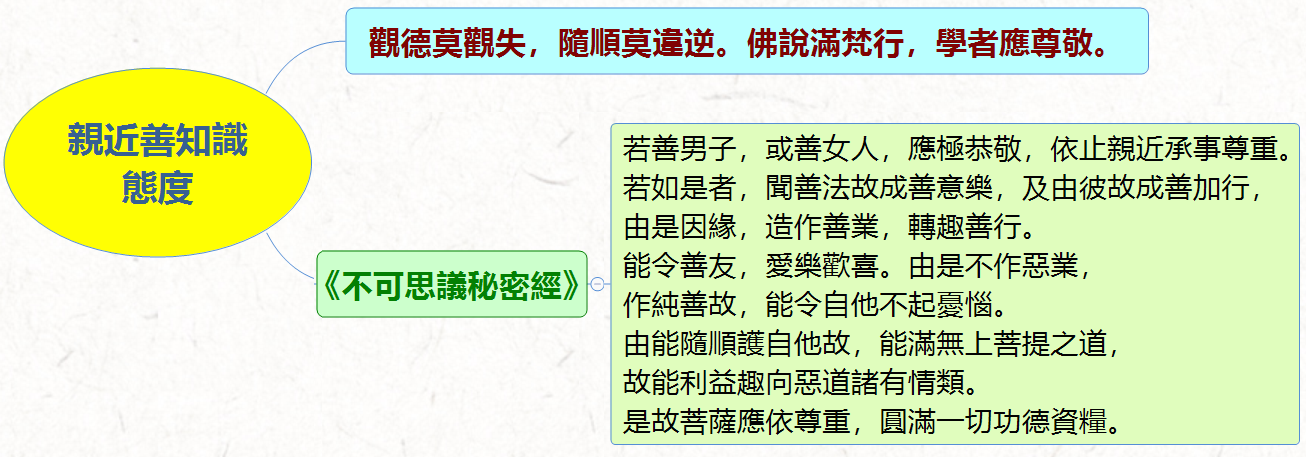 觀德莫觀失，隨順莫違逆。佛說滿梵行，學者應尊敬。
親近善知識
態度
《不可思議秘密經》
若善男子，或善女人，應極恭敬，依止親近承事尊重。
若如是者，聞善法故成善意樂，及由彼故成善加行，
由是因緣，造作善業，轉趣善行。
能令善友，愛樂歡喜。由是不作惡業，
作純善故，能令自他不起憂惱。
由能隨順護自他故，能滿無上菩提之道，
故能利益趣向惡道諸有情類。
是故菩薩應依尊重，圓滿一切功德資糧。